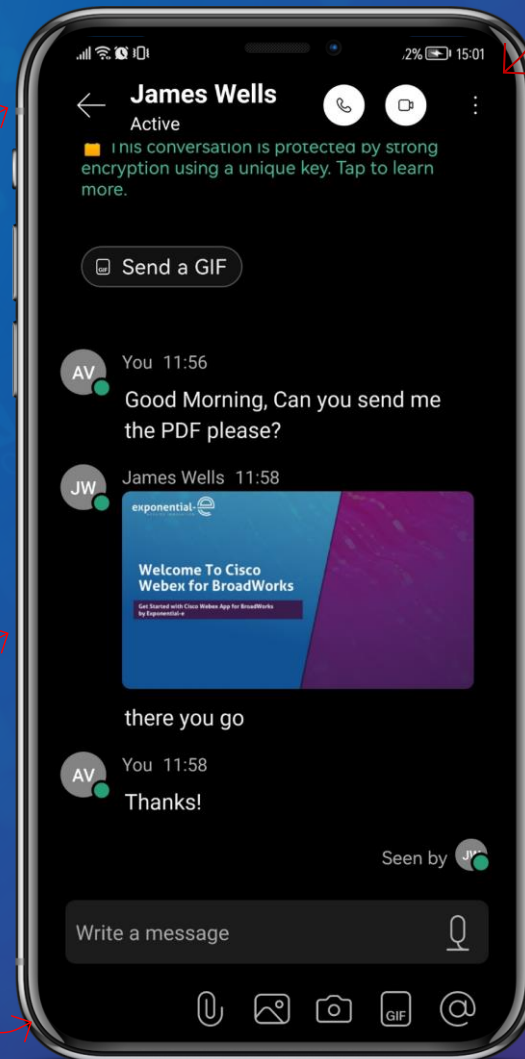 2% 15:01
James Wells
Active
This conversation is protected by strong
encryption using a unique key. Tap to learn
more.
GIF Send a GIF
AV You 11:56
Good Morning, Can you send me
the PDF please?
JW James Wells 11:58
exponential-e
Welcome To Cisco
Webex for BroadWorks
Get Started with Cisco Webex App for BroadWorks
by Exponential-e
there you go
AV You 11:58
Thanks!
Seen by JW
Write a message
GIF @